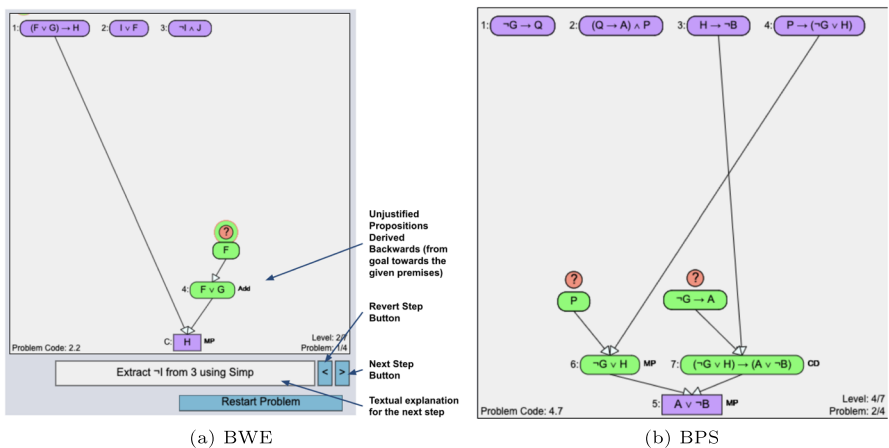 1: (F ∨ G) → H 2: I ∨ F 3: ¬I ∧ J
?
F
4: F ∨ G Add
C: H MP
Level: 2/7
Problem Code: 2.2 Problem: 1/4
Extract ¬I from 3 using Simp < >
Restart Problem
Unjustified
Propositions
Derived
Backwards (from
goal towards the
given premises)
Revert Step
Button
Next Step
Button
Textual explanation
for the next step
(a) BWE
1: ¬G → Q 2: (Q → A) ∧ P 3: H → ¬B 4: P → (¬G ∨ H)
? ?
P ¬G → A
6: ¬G ∨ H MP 7: (¬G ∨ H) → (A ∨ ¬B) CD
5: A ∨ ¬B MP
Level: 4/7
Problem Code: 4.7 Problem: 2/4
(b) BPS